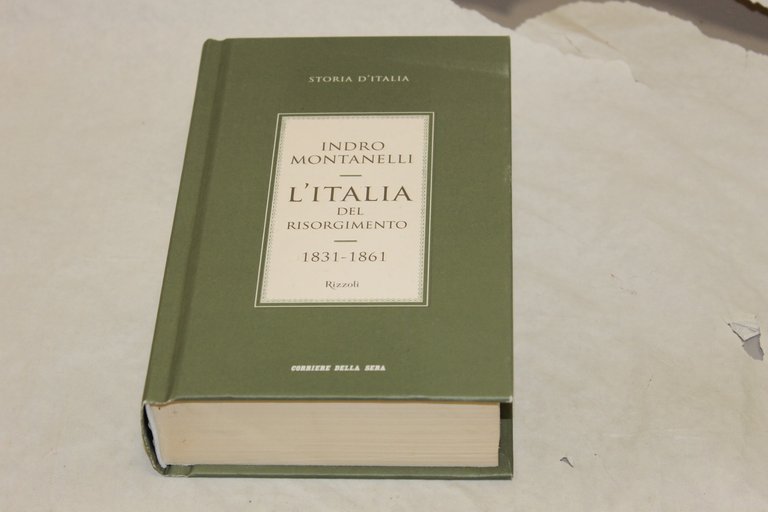 STORIA D'ITALIA
INDRO
MONTANELLI
L'ITALIA
DEL
RISORGIMENTO
1831-1861
Rizzoli
CORRIERE DELLA SERA